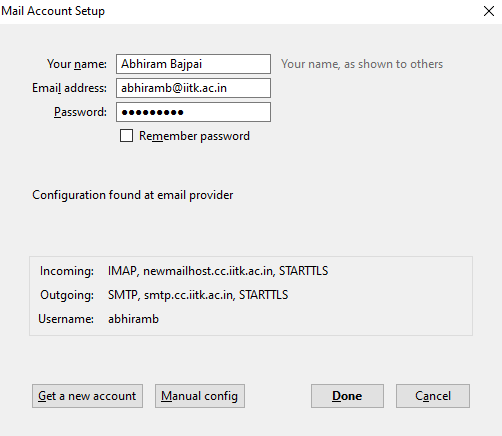 Mail Account Setup
Your name: Abhiram Bajpai Your name, as shown to others
Email address: abhiramb@iitk.ac.in
Password: ●●●●●●●●●
Remember password
Configuration found at email provider
Incoming: IMAP, newmailhost.cc.iitk.ac.in, STARTTLS
Outgoing: SMTP, smtp.cc.iitk.ac.in, STARTTLS
Username: abhiramb
Get a new account Manual config Done Cancel